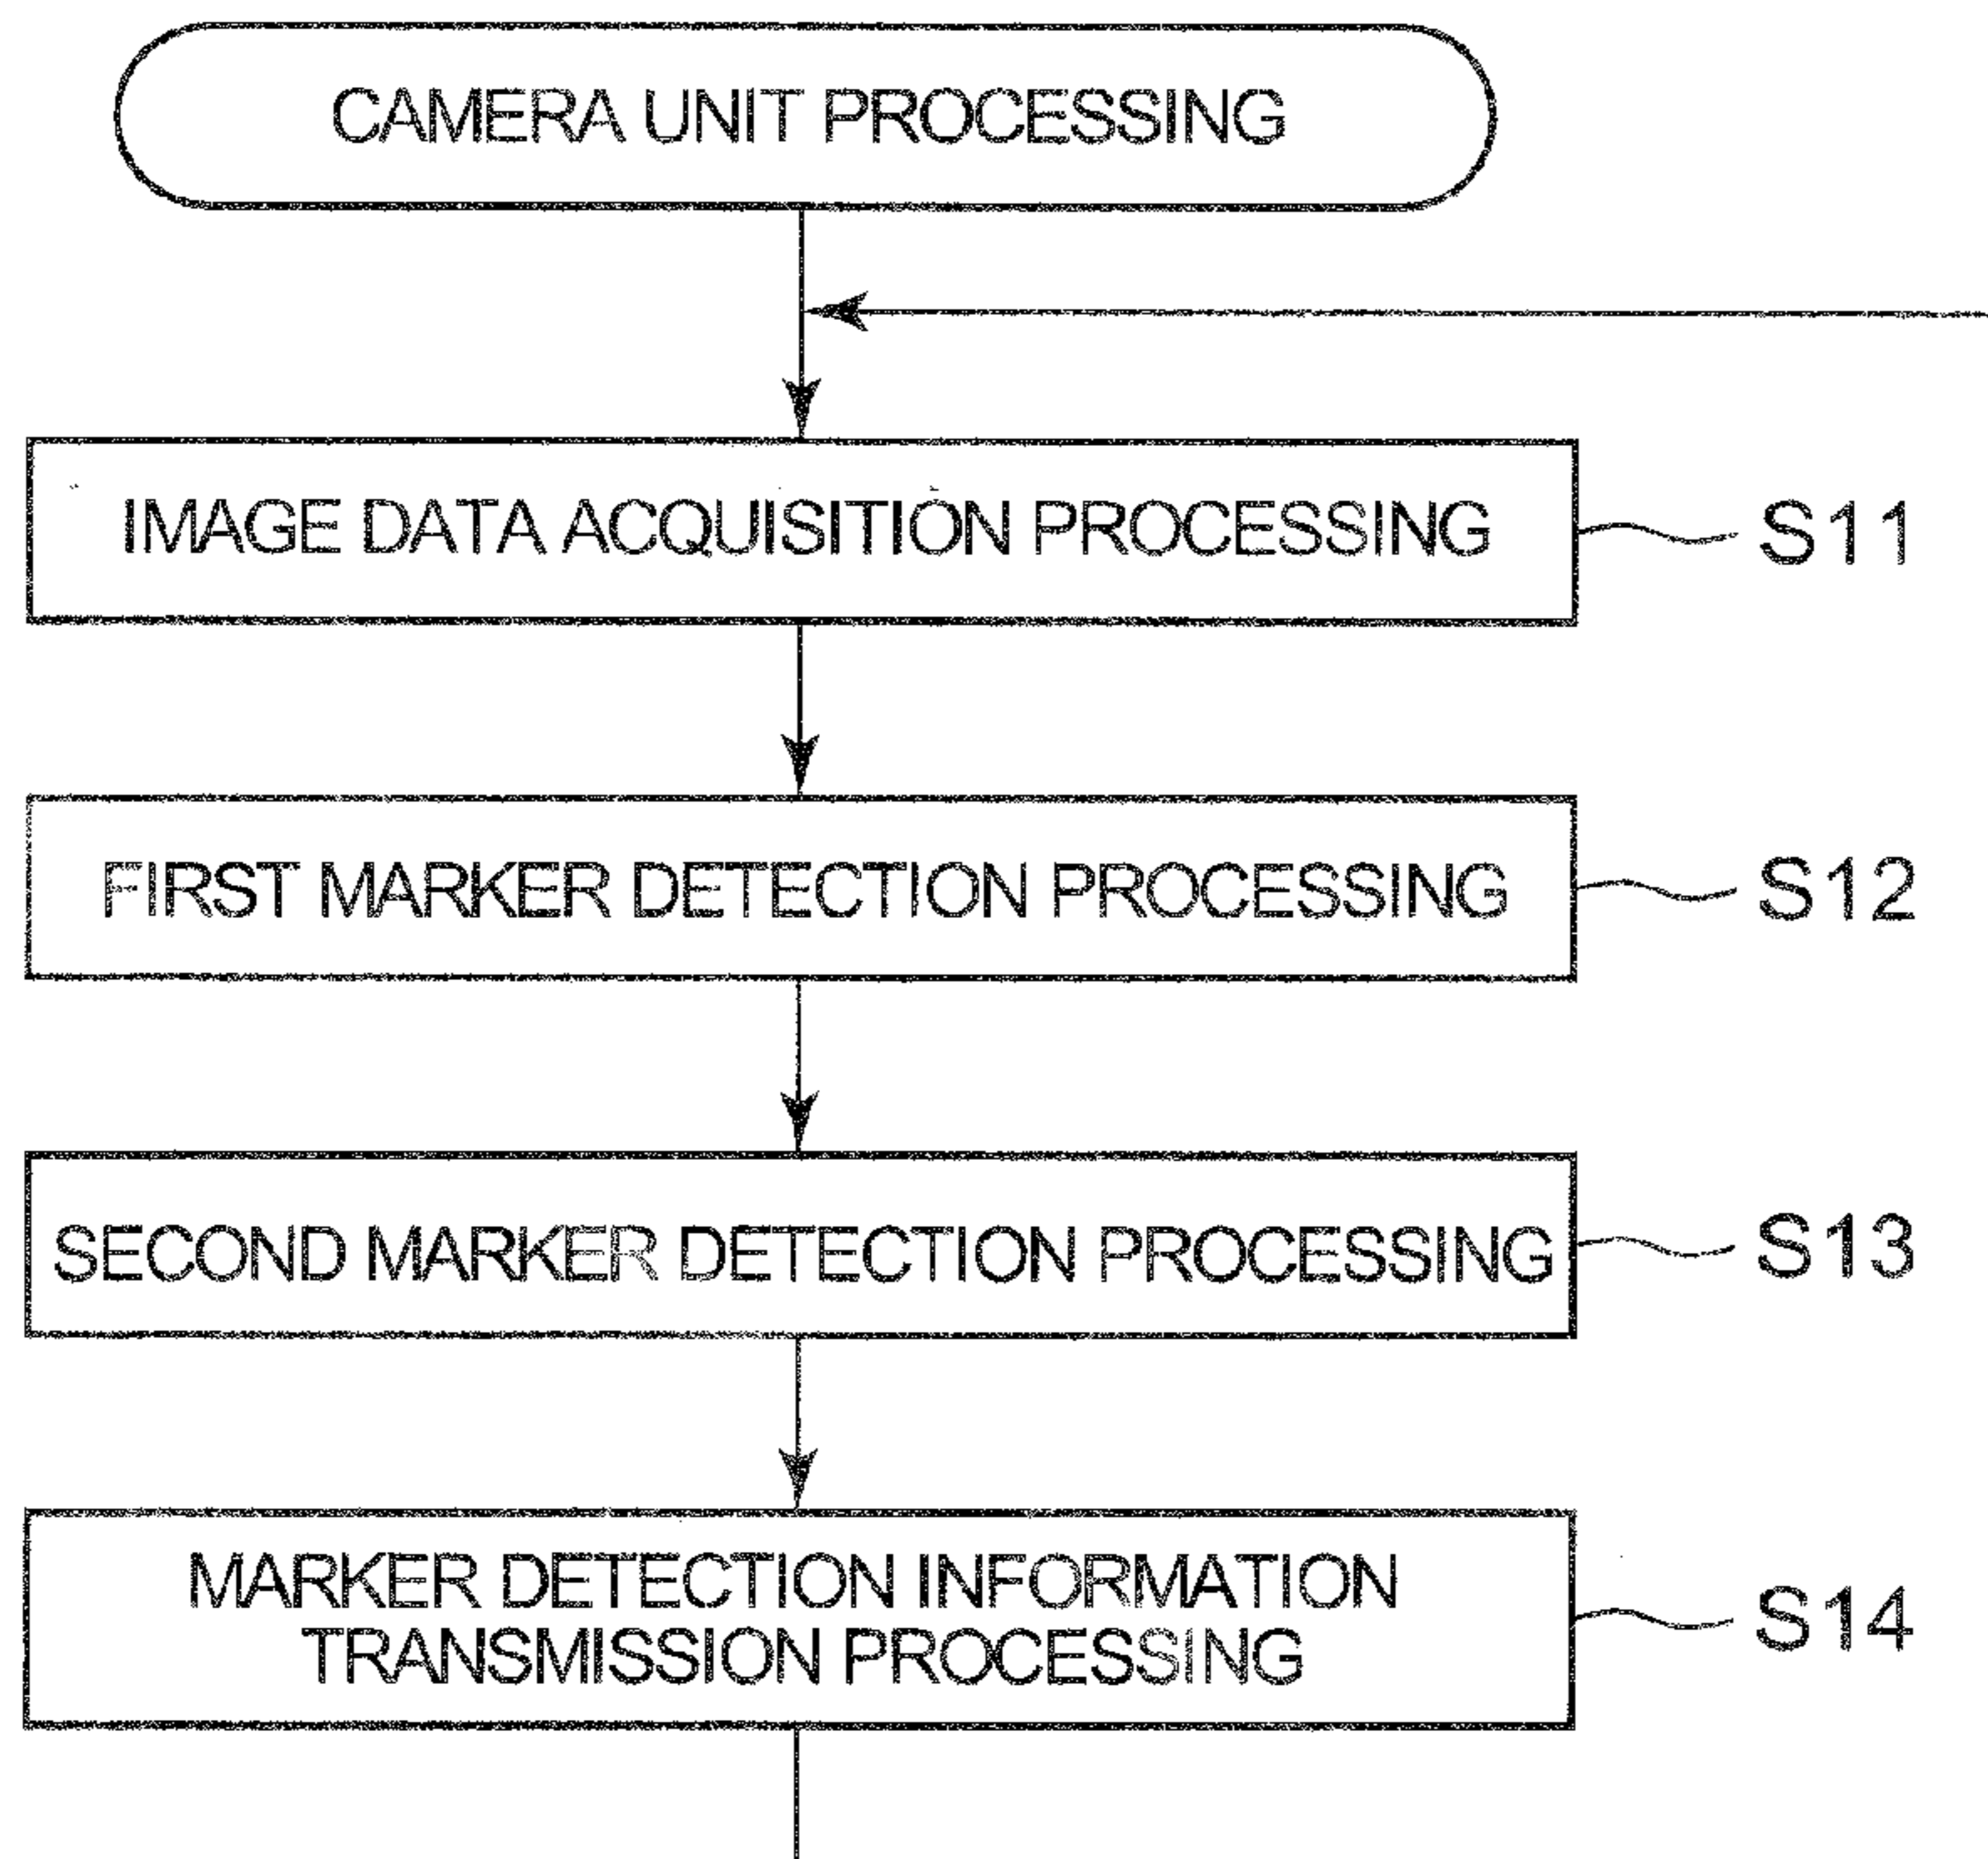 CAMERA UNIT PROCESSING
IMAGE DATA ACQUISITION PROCESSING
S11
FIRST MARKER DETECTION PROCESSING
S12
SECOND MARKER DETECTION PROCESSING
S13
MARKER DETECTION INFORMATION
TRANSMISSION PROCESSING
S14